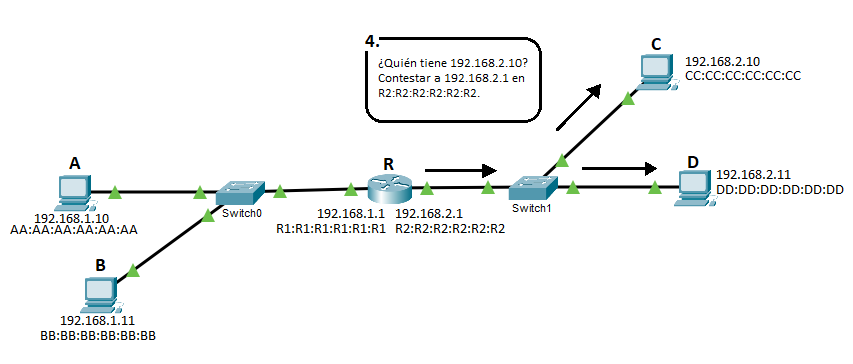 4.
¿Quién tiene 192.168.2.10?
Contestar a 192.168.2.1 en
R2:R2:R2:R2:R2:R2.
C
192.168.2.10
CC:CC:CC:CC:CC:CC
A
192.168.1.10
AA:AA:AA:AA:AA:AA
Switch0
R
192.168.1.1
R1:R1:R1:R1:R1:R1
192.168.2.1
R2:R2:R2:R2:R2:R2
Switch1
D
192.168.2.11
DD:DD:DD:DD:DD:DD
B
192.168.1.11
BB:BB:BB:BB:BB:BB